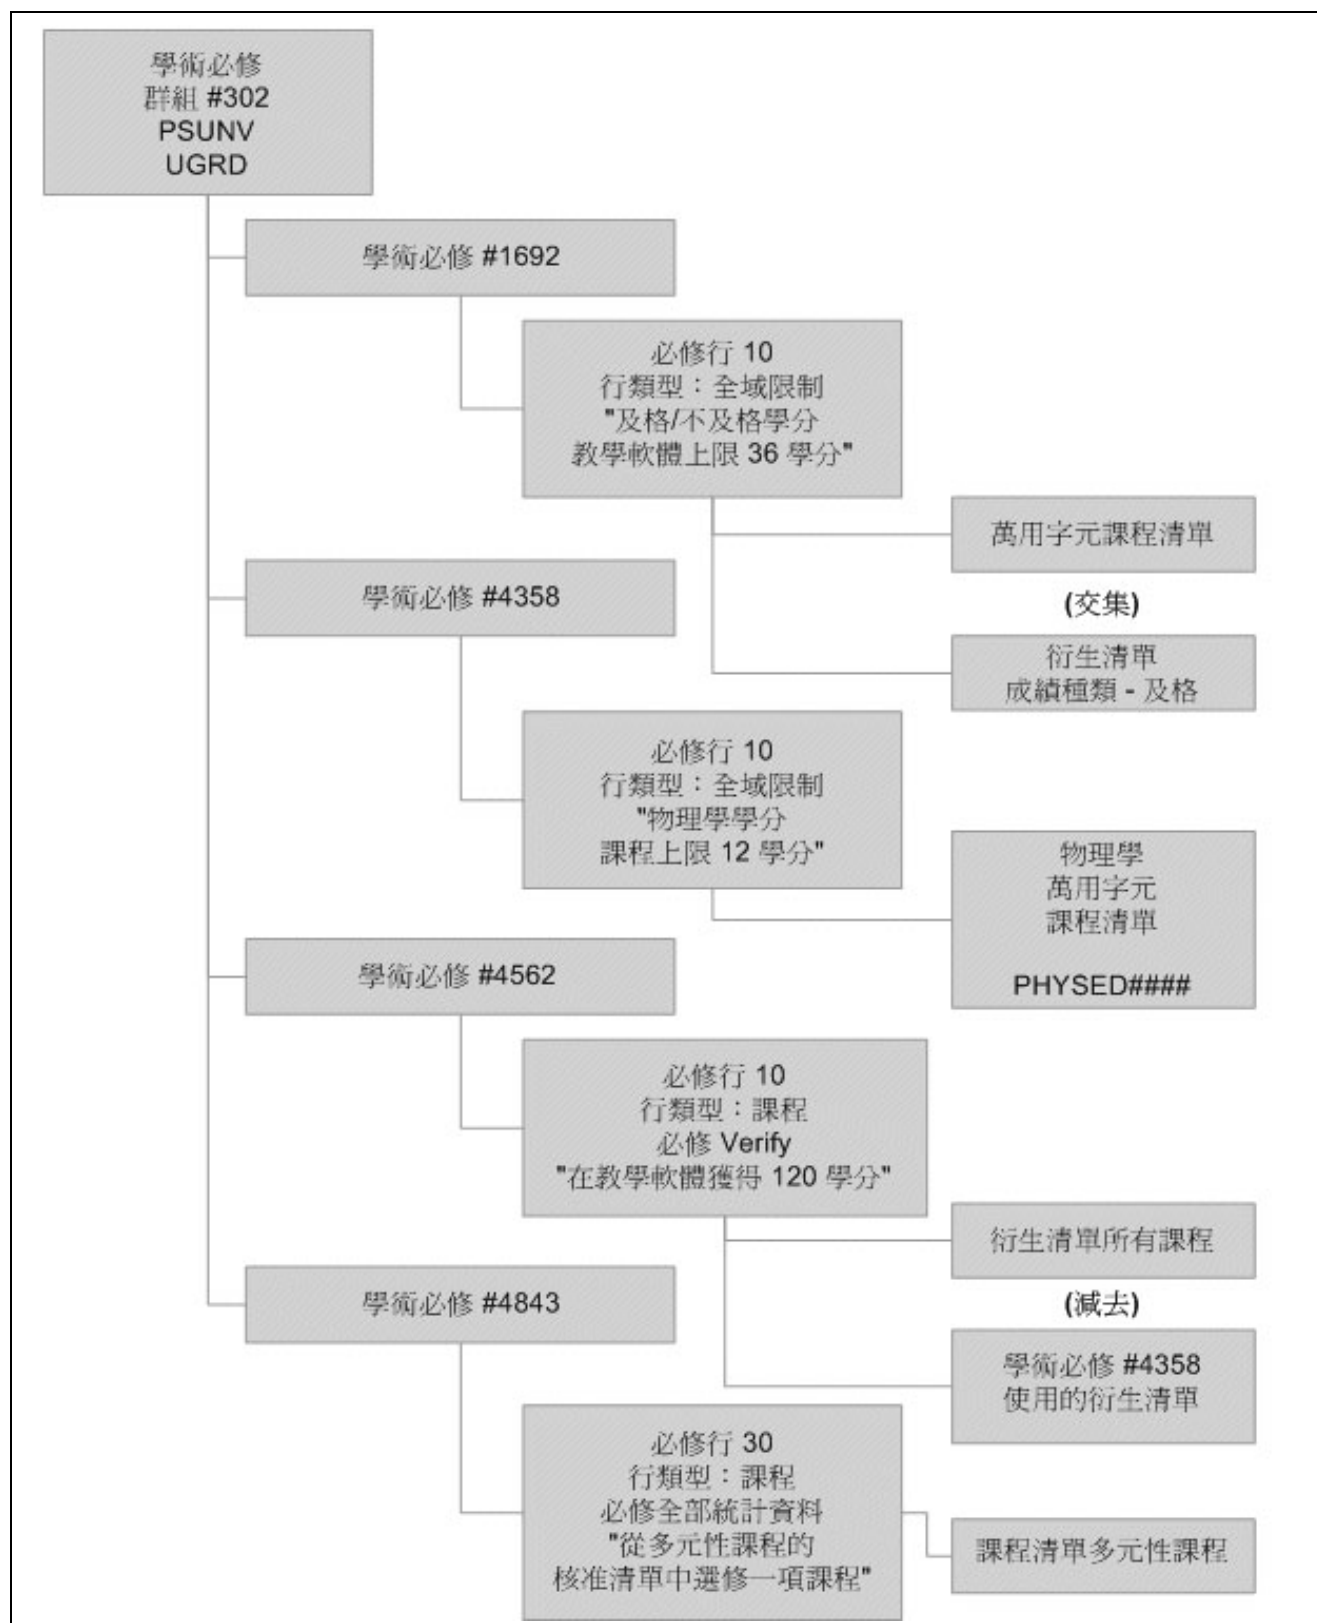 學術必修
群組 #302
PSUNV
UGRD
學術必修 #1692
必修行 10
行類型：全域限制
"及格/不及格學分
教學軟體上限 36 學分"
萬用字元課程清單
(交集)
衍生清單
成績種類 - 及格
學術必修 #4358
必修行 10
行類型：全域限制
"物理學學分
課程上限 12 學分"
物理學
萬用字元
課程清單
PHYSED####
學術必修 #4562
必修行 10
行類型：課程
必修 Verify
"在教學軟體獲得 120 學分"
衍生清單所有課程
(減去)
學術必修 #4358
使用的衍生清單
學術必修 #4843
必修行 30
行類型：課程
必修全部統計資料
"從多元性課程的
核准清單中選修一項課程"
課程清單多元性課程